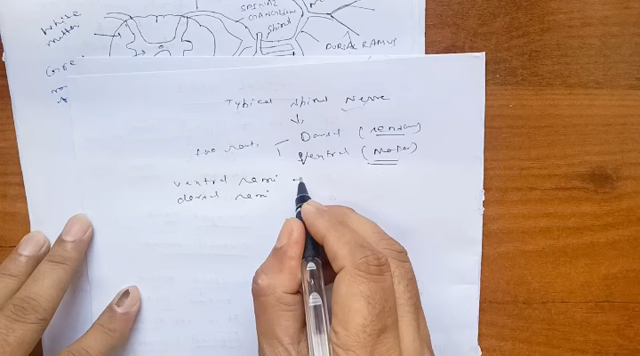 SPINAL
GANGLION
DORSAL RAMUS
White
matter
Typical spinal Nerve
Dorsal (sensory)
two roots
Ventral (Motor)
ventral rami
dorsal rami